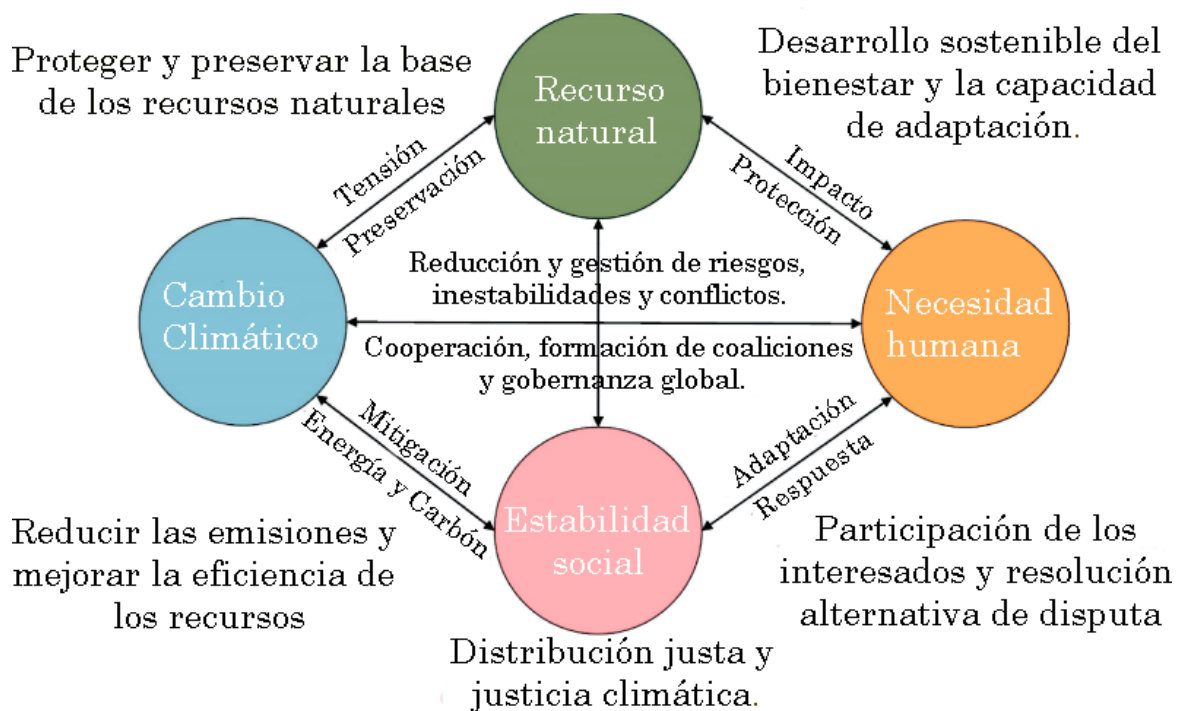 Proteger y preservar la base
de los recursos naturales
Recurso
natural
Desarrollo sostenible del
bienestar y la capacidad
de adaptación.
Tensión
Preservación
Impacto
Protección
Cambio
Climático
Reducción y gestión de riesgos,
inestabilidades y conflictos.
Necesidad
humana
Cooperación, formación de coaliciones
y gobernanza global.
Mitigación
Energía y Carbón
Adaptación
Respuesta
Reducir las emisiones y
mejorar la eficiencia de
los recursos
Estabilidad
social
Participación de los
interesados y resolución
alternativa de disputa
Distribución justa y
justicia climática.